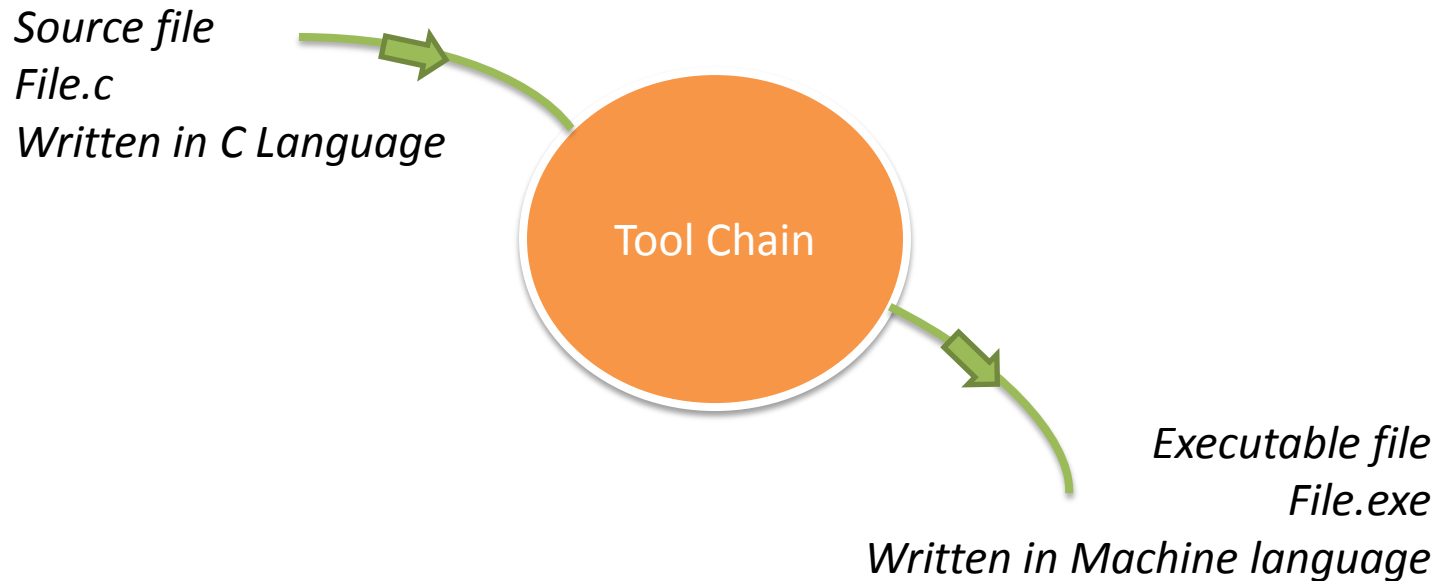 Source file
File.c
Written in C Language
Tool Chain
Executable file
File.exe
Written in Machine language